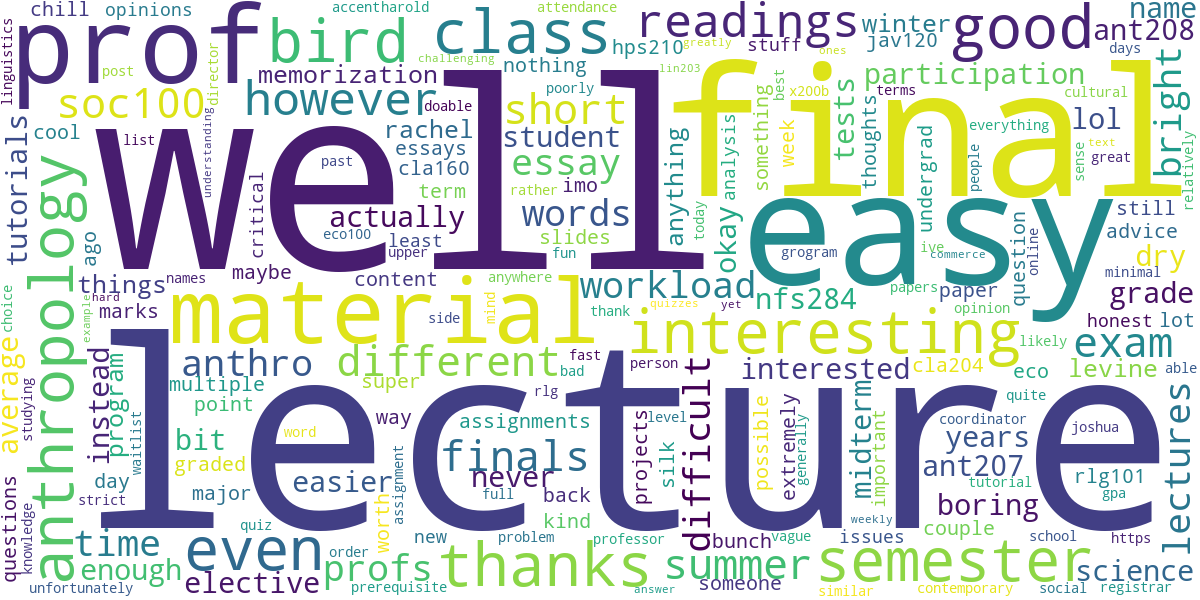 chill
opinions
accentharold
attendance
name
linguistics
prof
bird
class
readings
winter
good
ant208
post
director
memorization
challenging
hps210
stuff
greatly
jav120
ones
days
soc100
however
doable
nothing
poorly
lin203
best
x200b
participation
terms
cultural
cool
list
understanding
well
rachel
short
student
final
tests
thoughts
everything
lol
bright
tutorials
past
essays
cla160
essay
something
week
undergrad
people
sense
text
great
relatively
anthropology
critical
term
rather
imo
anything
analysis
actually
words
easy
still
ago
eco100
least
upper
slides
fun
today
okay
grogram
ive
commerce
question
online
advice
dry
things
names
maybe
content
anywhere
workload
nfs284
papers
paper
minimal
grade
choice
example
hard
marks
material
side
mind
thank
quizzes
yet
interesting
opinion
honest
lot
likely
exam
average
instead
program
anthro
different
fast
bad
person
interested
cla204
eco
levine
able
studying
multiple
point
super
rlg
difficult
level
quite
waitlist
bit
way
assignments
projects
silk
possible
extremely
generally
midterm
important
coordinator
years
joshua
word
graded
finals
lecture
ant207
tutorial
rlg101
gpa
questions
knowledge
day
strict
major
easier
never
full
back
boring
lectures
worth
assignment
kind
couple
quiz
new
problem
professor
bunch
vague
weekly
issues
school
https
time
even
order
enough
profs
thanks
summer
semester
science
unfortunately
elective
prerequisite
answer
someone
similar
contemporary
social
registrar